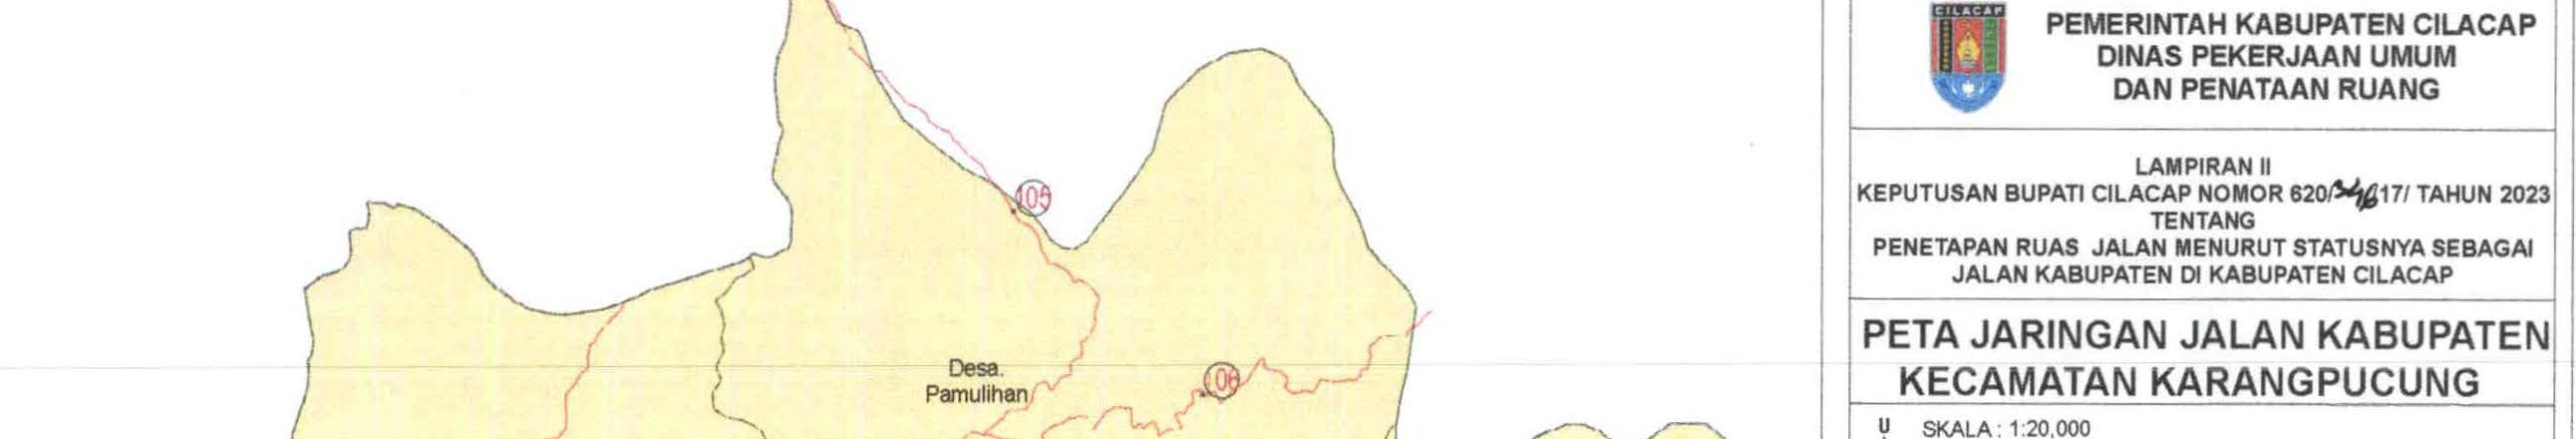 CILACAP
PEMERINTAH KABUPATEN CILACAP
DINAS PEKERJAAN UMUM
DAN PENATAAN RUANG
LAMPIRAN II
KEPUTUSAN BUPATI CILACAP NOMOR 620/ 17/ TAHUN 2023
TENTANG
PENETAPAN RUAS JALAN MENURUT STATUSNYA SEBAGAI
JALAN KABUPATEN DI KABUPATEN CILACAP
PETA JARINGAN JALAN KABUPATEN
KECAMATAN KARANGPUCUNG
U
SKALA : 1:20,000
105
106
Desa.
Pamulihan